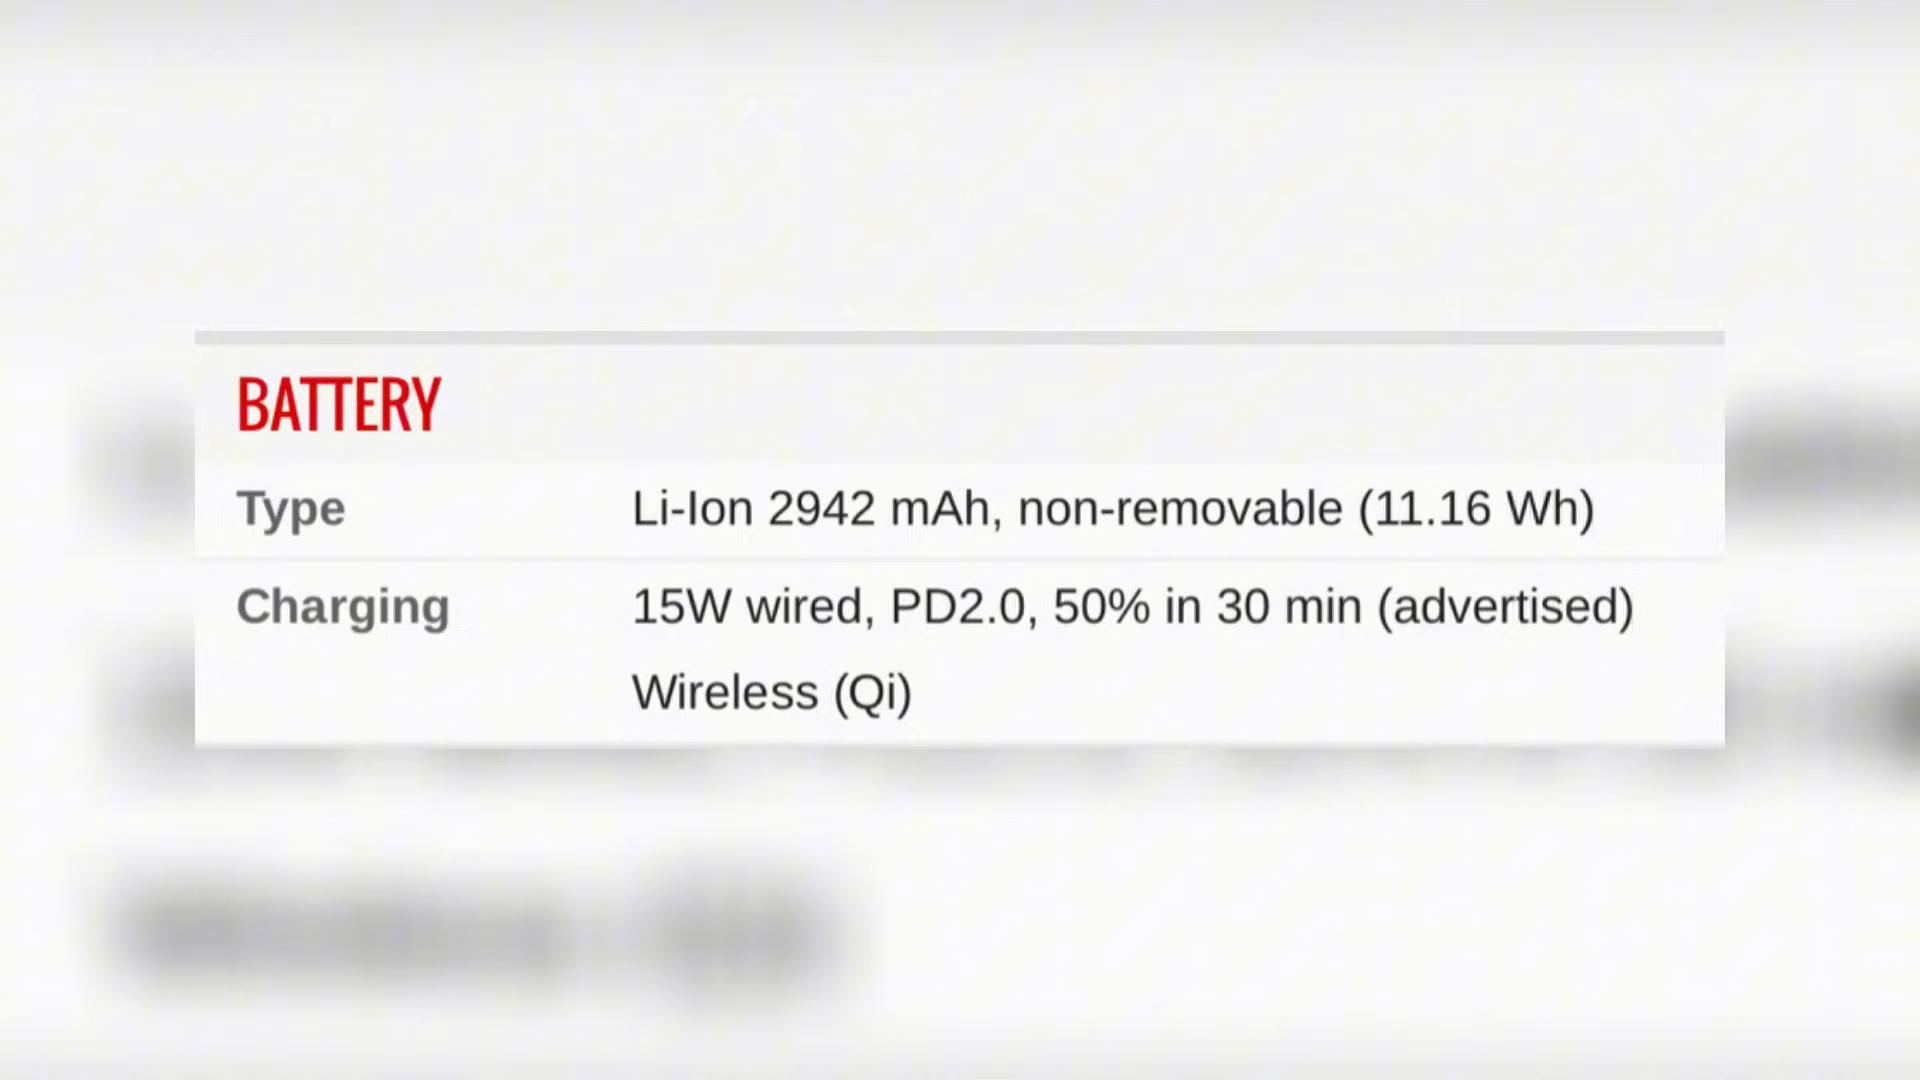 BATTERY
Type Li-Ion 2942 mAh, non-removable (11.16 Wh)
Charging 15W wired, PD2.0, 50% in 30 min (advertised)
Wireless (Qi)